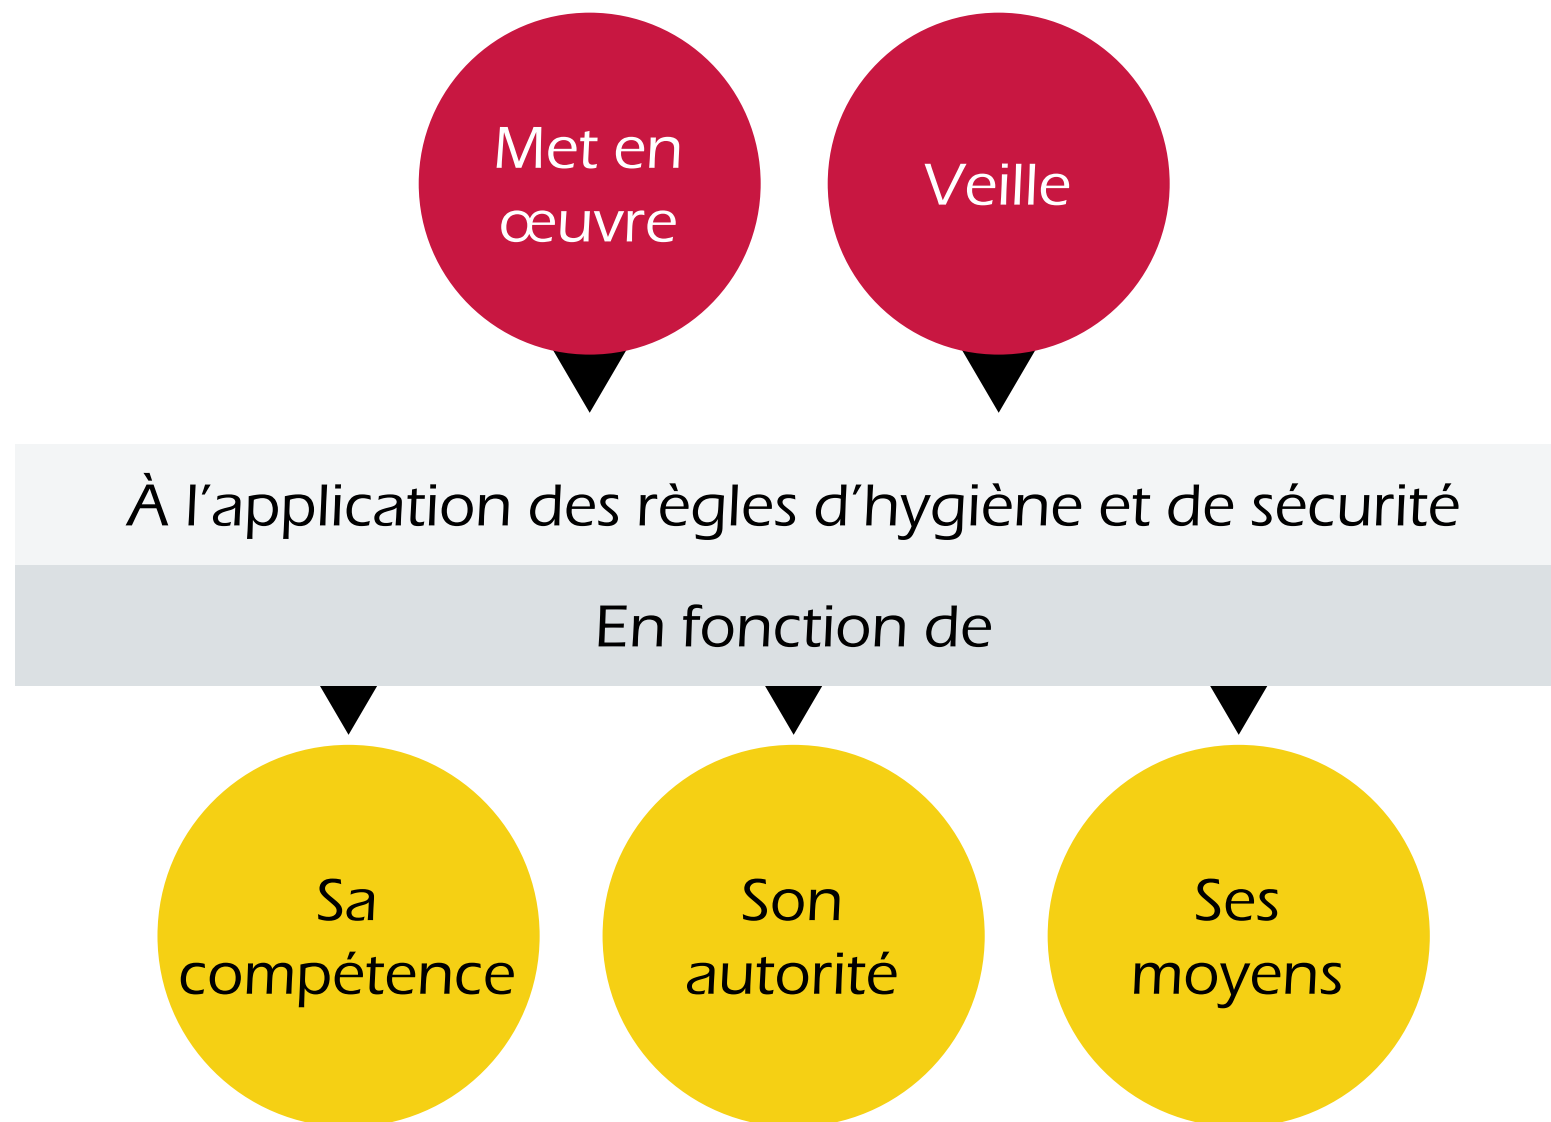 Met en
œuvre
Veille
À l’application des règles d’hygiène et de sécurité
En fonction de
Sa
compétence
Son
autorité
Ses
moyens